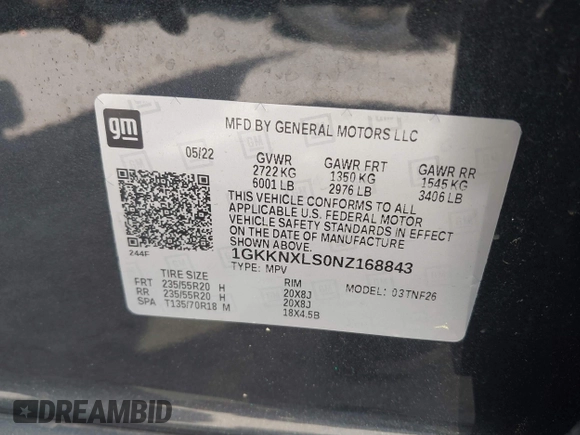 gm
MFD BY GENERAL MOTORS LLC
05/22 GVWR GAWR FRT GAWR RR
2722 KG 1350 KG 1545 KG
6001 LB 2976 LB 3406 LB
THIS VEHICLE CONFORMS TO ALL
APPLICABLE U.S. FEDERAL MOTOR
VEHICLE SAFETY STANDARDS IN EFFECT
ON THE DATE OF MANUFACTURE
SHOWN ABOVE.
244F 1GKKNXLS0NZ168843
TYPE: MPV
TIRE SIZE RIM MODEL: 03TNF26
FRT 235/55R20 H 20X8J
RR 235/55R20 H 20X8J
SPA T135/70R18 M 18X4.5B
DREAMBID